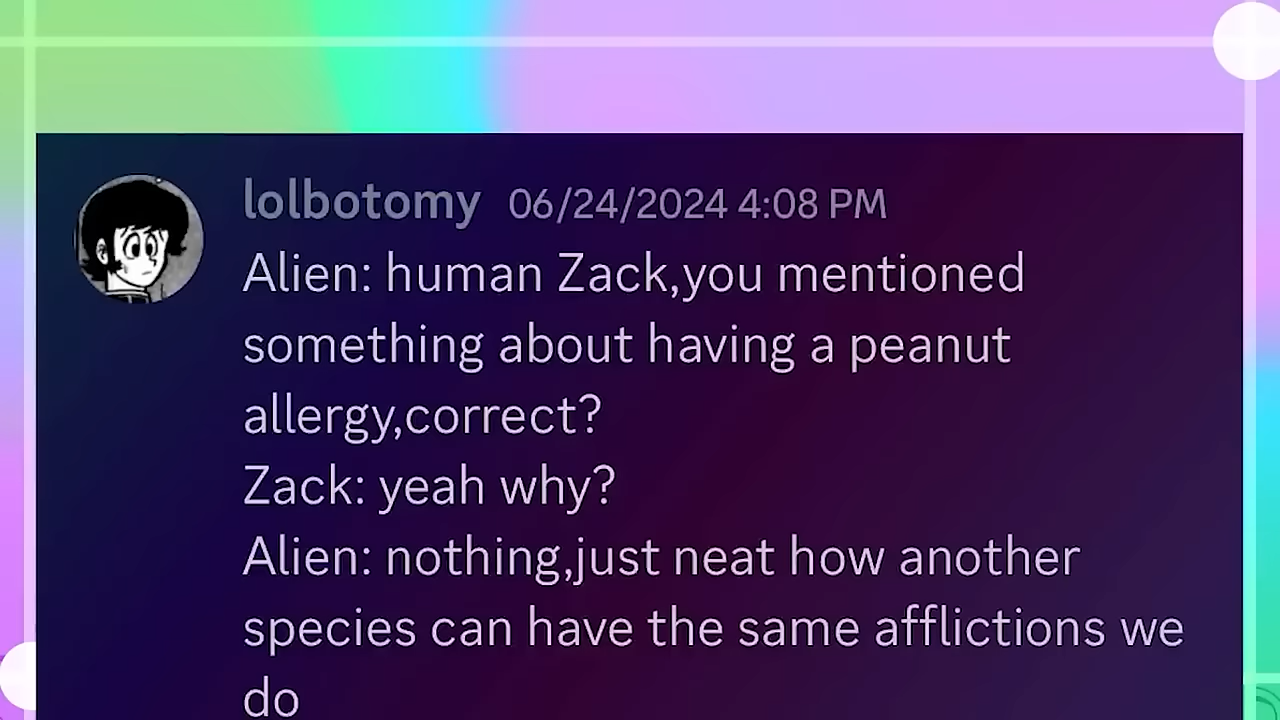 lolbotomy 06/24/2024 4:08 PM
Alien: human Zack,you mentioned
something about having a peanut
allergy,correct?
Zack: yeah why?
Alien: nothing,just neat how another
species can have the same afflictions we
do